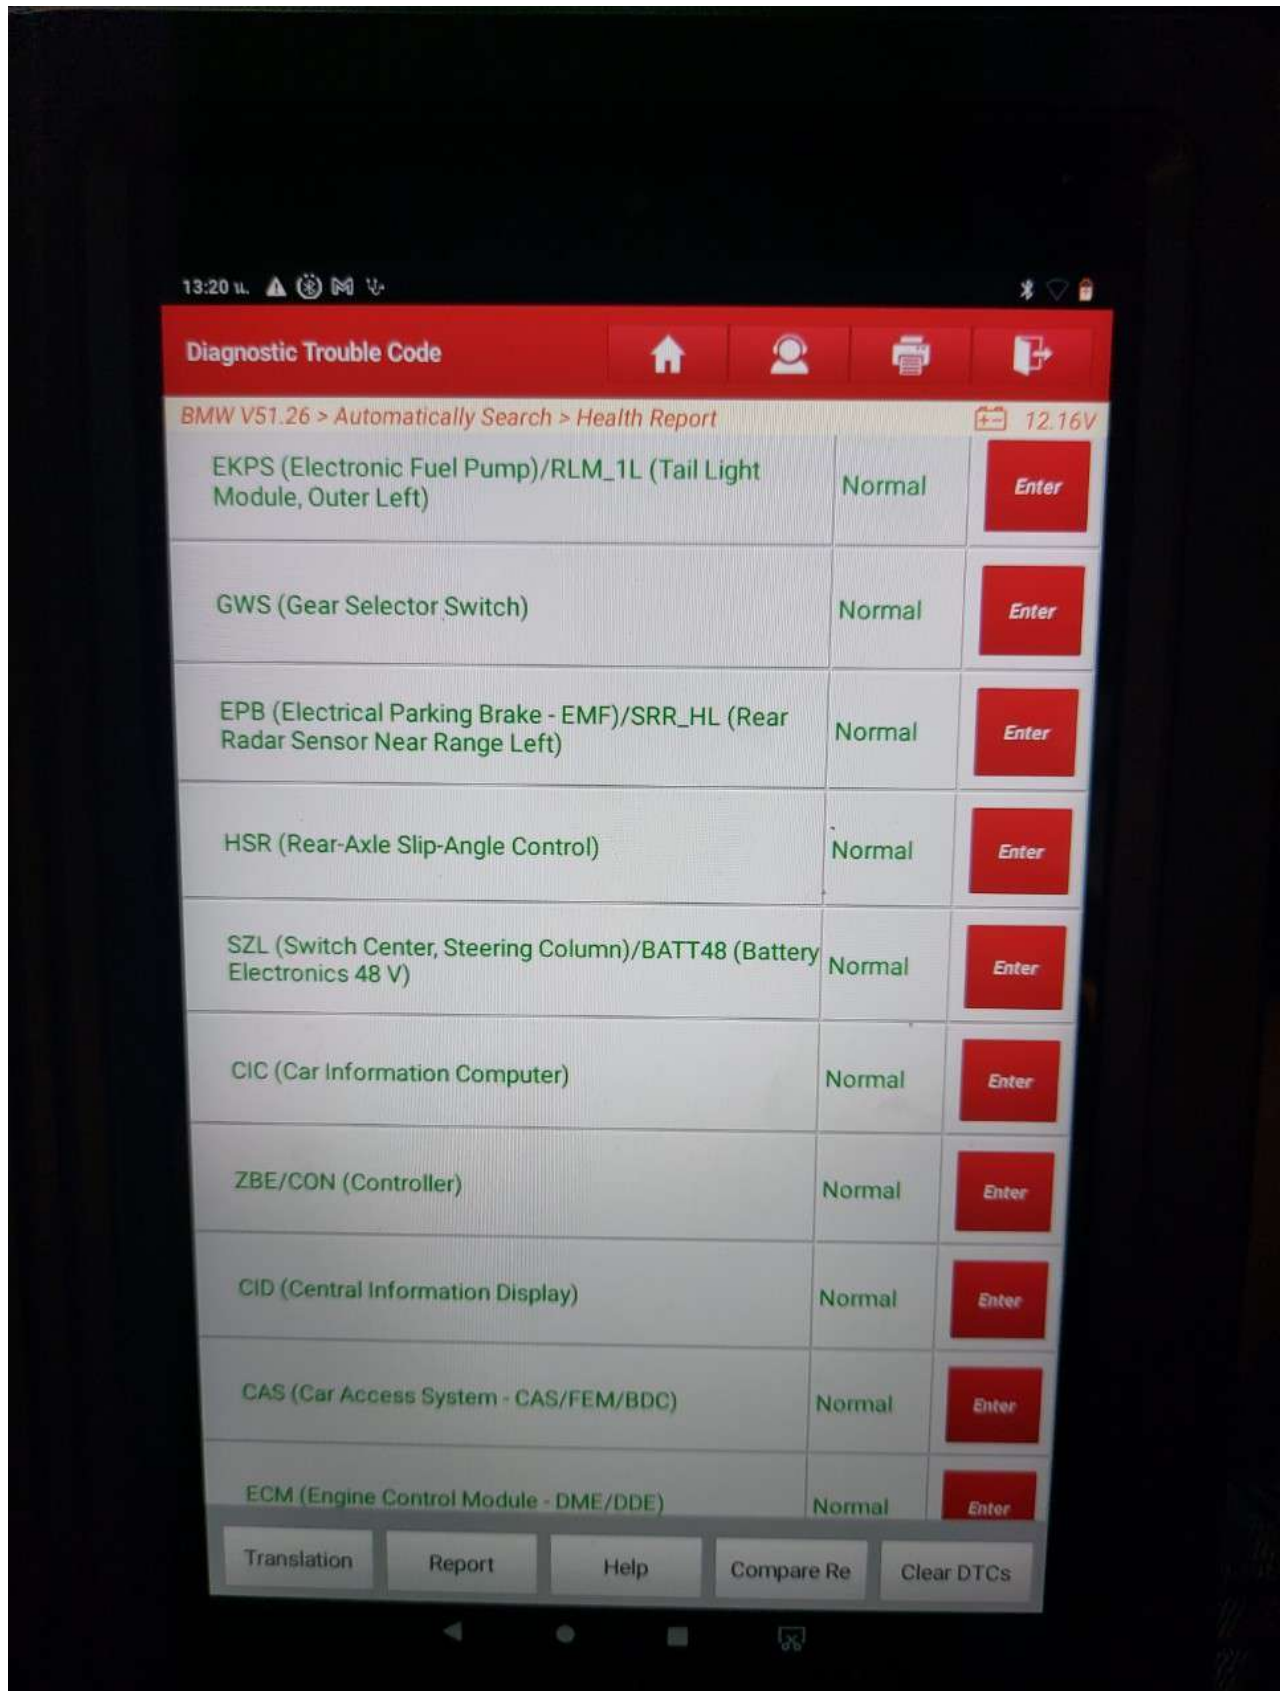 13:20 น.
Diagnostic Trouble Code
BMW V51.26 > Automatically Search > Health Report 12.16V
EKPS (Electronic Fuel Pump)/RLM_1L (Tail Light
Module, Outer Left) Normal Enter
GWS (Gear Selector Switch) Normal Enter
EPB (Electrical Parking Brake - EMF)/SRR_HL (Rear
Radar Sensor Near Range Left) Normal Enter
HSR (Rear-Axle Slip-Angle Control) Normal Enter
SZL (Switch Center, Steering Column)/BATT48 (Battery
Electronics 48 V) Normal Enter
CIC (Car Information Computer) Normal Enter
ZBE/CON (Controller) Normal Enter
CID (Central Information Display) Normal Enter
CAS (Car Access System - CAS/FEM/BDC) Normal Enter
ECM (Engine Control Module - DME/DDE) Normal Enter
Translation Report Help Compare Re Clear DTCs